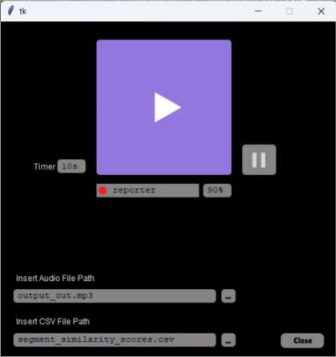 tk
Timer 10s
reporter 90%
Insert Audio File Path
output_cut.mp3 ...
Insert CSV File Path
segment_similarity_scores.csv ...
Close